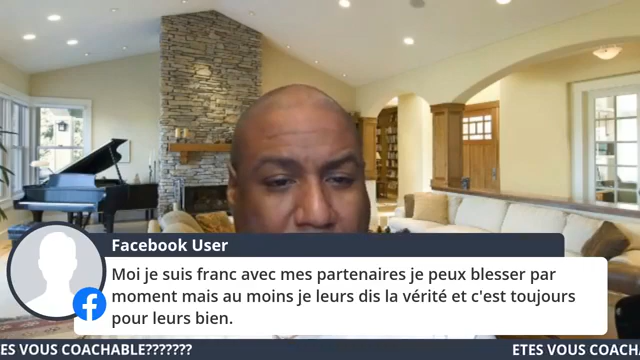 Facebook User
Moi je suis franc avec mes partenaires je peux blesser par
moment mais au moins je leurs dis la vérité et c'est toujours
pour leurs bien.
ES VOUS COACHABLE??????? ETES VOUS COACHA